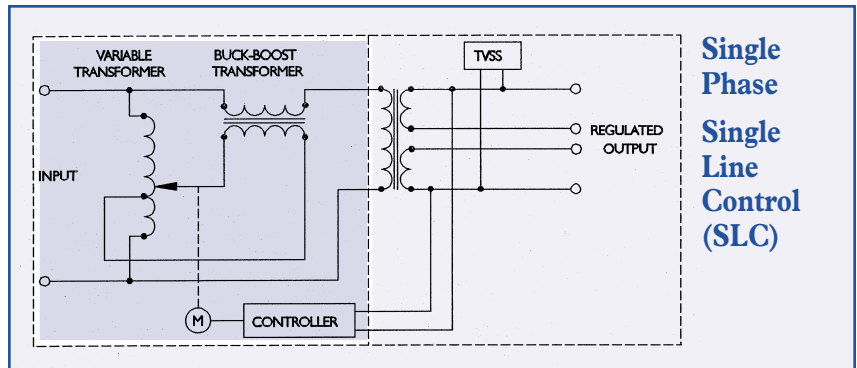 VARIABLE
TRANSFORMER
BUCK-BOOST
TRANSFORMER
TVSS
INPUT
REGULATED
OUTPUT
M
CONTROLLER
Single
Phase
Single
Line
Control
(SLC)